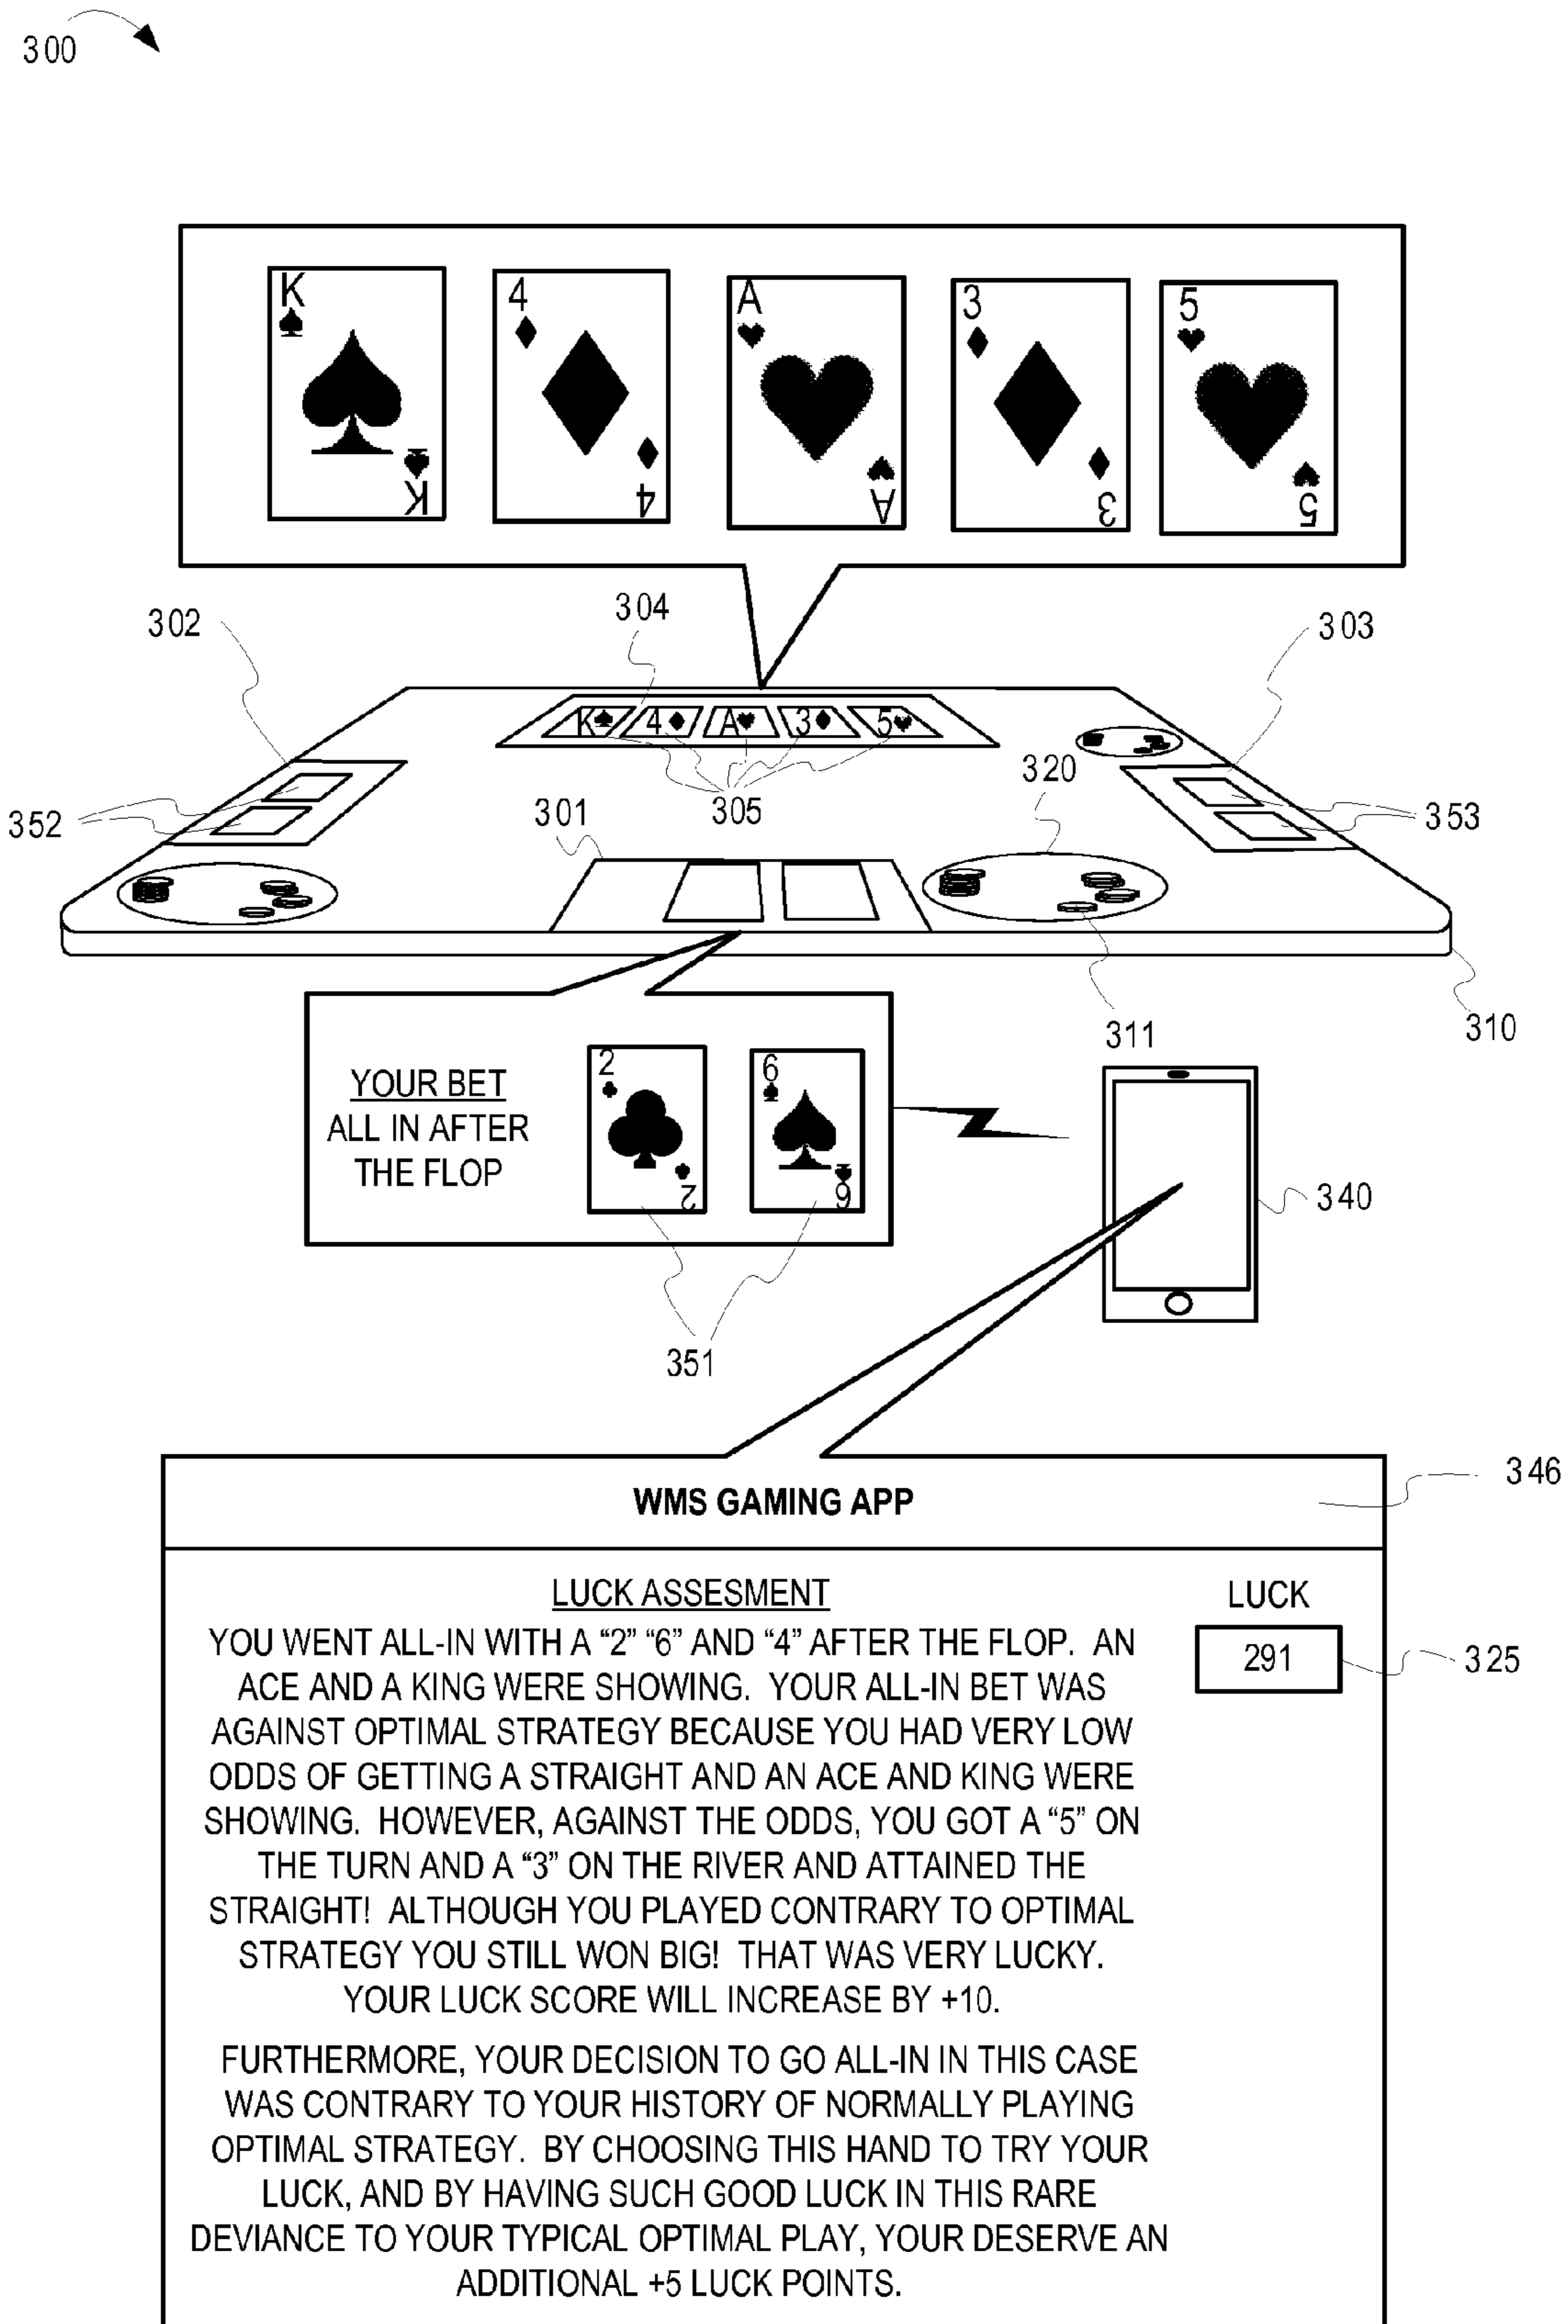 300
K
K
4
4
A
A
3
3
5
5
302
304
303
K 4 A 3 5
320
352
301
305
353
311
310
YOUR BET
ALL IN AFTER
THE FLOP
2
2
6
6
340
351
346
WMS GAMING APP
LUCK ASSESMENT
LUCK
YOU WENT ALL-IN WITH A “2” “6” AND “4” AFTER THE FLOP. AN
ACE AND A KING WERE SHOWING. YOUR ALL-IN BET WAS
AGAINST OPTIMAL STRATEGY BECAUSE YOU HAD VERY LOW
ODDS OF GETTING A STRAIGHT AND AN ACE AND KING WERE
SHOWING. HOWEVER, AGAINST THE ODDS, YOU GOT A “5” ON
THE TURN AND A “3” ON THE RIVER AND ATTAINED THE
STRAIGHT! ALTHOUGH YOU PLAYED CONTRARY TO OPTIMAL
STRATEGY YOU STILL WON BIG! THAT WAS VERY LUCKY.
YOUR LUCK SCORE WILL INCREASE BY +10.
291
325
FURTHERMORE, YOUR DECISION TO GO ALL-IN IN THIS CASE
WAS CONTRARY TO YOUR HISTORY OF NORMALLY PLAYING
OPTIMAL STRATEGY. BY CHOOSING THIS HAND TO TRY YOUR
LUCK, AND BY HAVING SUCH GOOD LUCK IN THIS RARE
DEVIANCE TO YOUR TYPICAL OPTIMAL PLAY, YOUR DESERVE AN
ADDITIONAL +5 LUCK POINTS.